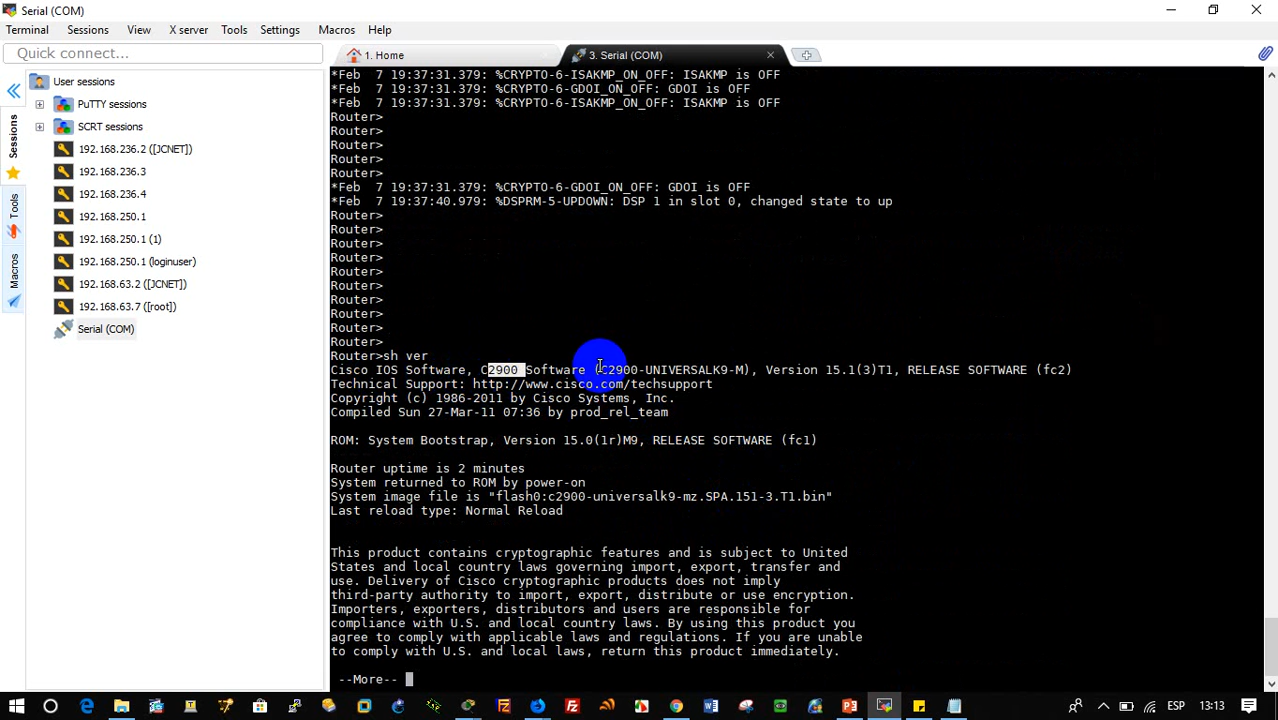 Serial (COM)
Terminal Sessions View X server Tools Settings Macros Help
Quick connect...
1. Home
3. Serial (COM)
Sessions
Tools
Macros
User sessions
PuTTY sessions
SCRT sessions
192.168.236.2 ([JCNET])
192.168.236.3
192.168.236.4
192.168.250.1
192.168.250.1 (1)
192.168.250.1 (loginuser)
192.168.63.2 ([JCNET])
192.168.63.7 ([root])
Serial (COM)
*Feb  7 19:37:31.379: %CRYPTO-6-ISAKMP_ON_OFF: ISAKMP is OFF
*Feb  7 19:37:31.379: %CRYPTO-6-GDOI_ON_OFF: GDOI is OFF
*Feb  7 19:37:31.379: %CRYPTO-6-ISAKMP_ON_OFF: ISAKMP is OFF
Router>
Router>
Router>
Router>
*Feb  7 19:37:31.379: %CRYPTO-6-GDOI_ON_OFF: GDOI is OFF
*Feb  7 19:37:40.979: %DSPRM-5-UPDOWN: DSP 1 in slot 0, changed state to up
Router>
Router>
Router>
Router>
Router>
Router>
Router>
Router>
Router>
Router>
Router>sh ver
Cisco IOS Software, C2900 Software (C2900-UNIVERSALK9-M), Version 15.1(3)T1, RELEASE SOFTWARE (fc2)
Technical Support: http://www.cisco.com/techsupport
Copyright (c) 1986-2011 by Cisco Systems, Inc.
Compiled Sun 27-Mar-11 07:36 by prod_rel_team
ROM: System Bootstrap, Version 15.0(1r)M9, RELEASE SOFTWARE (fc1)
Router uptime is 2 minutes
System returned to ROM by power-on
System image file is "flash0:c2900-universalk9-mz.SPA.151-3.T1.bin"
Last reload type: Normal Reload
This product contains cryptographic features and is subject to United
States and local country laws governing import, export, transfer and
use. Delivery of Cisco cryptographic products does not imply
third-party authority to import, export, distribute or use encryption.
Importers, exporters, distributors and users are responsible for
compliance with U.S. and local country laws. By using this product you
agree to comply with applicable laws and regulations. If you are unable
to comply with U.S. and local laws, return this product immediately.
--More--
ESP 13:13